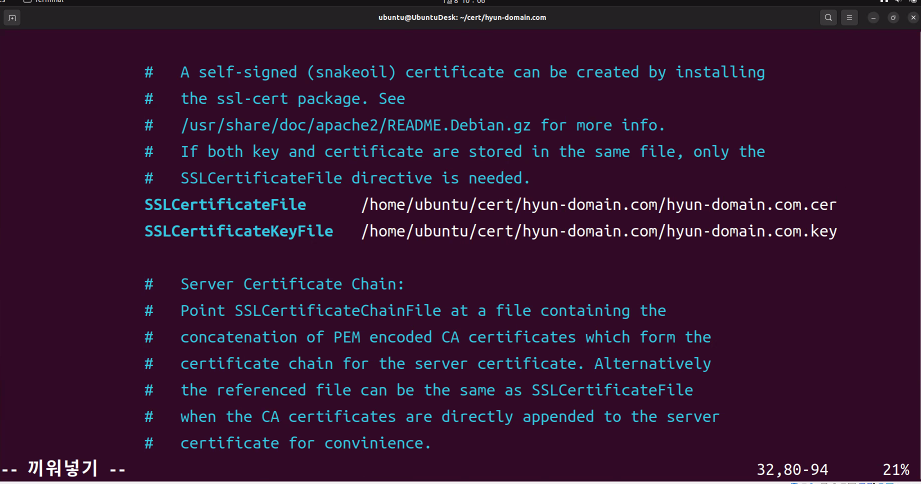 ubuntu@UbuntuDesk: ~/cert/hyun-domain.com
#   A self-signed (snakeoil) certificate can be created by installing
#   the ssl-cert package. See
#   /usr/share/doc/apache2/README.Debian.gz for more info.
#   If both key and certificate are stored in the same file, only the
#   SSLCertificateFile directive is needed.
SSLCertificateFile      /home/ubuntu/cert/hyun-domain.com/hyun-domain.com.cer
SSLCertificateKeyFile   /home/ubuntu/cert/hyun-domain.com/hyun-domain.com.key
#   Server Certificate Chain:
#   Point SSLCertificateChainFile at a file containing the
#   concatenation of PEM encoded CA certificates which form the
#   certificate chain for the server certificate. Alternatively
#   the referenced file can be the same as SSLCertificateFile
#   when the CA certificates are directly appended to the server
#   certificate for convinience.
-- 끼워넣기 -- 32,80-94 21%